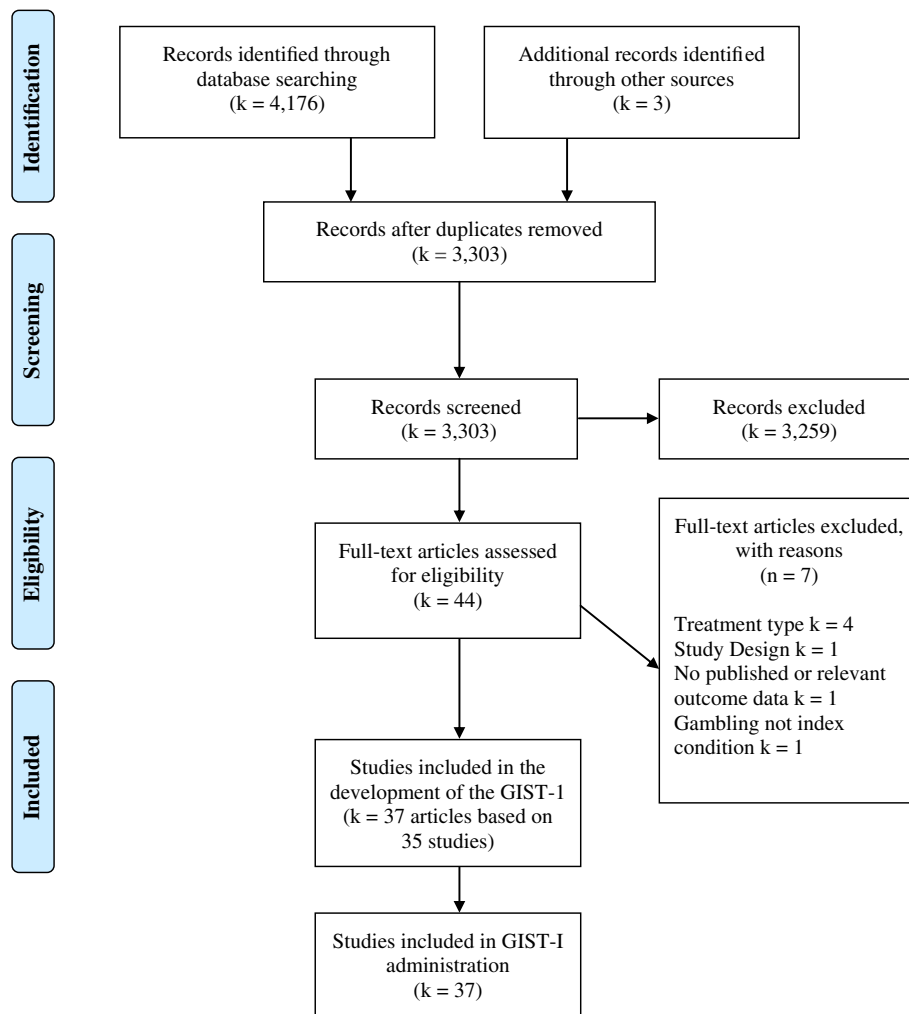 Identification
Records identified through
database searching
(k = 4,176)
Additional records identified
through other sources
(k = 3)
Records after duplicates removed
(k = 3,303)
Screening
Records screened
(k = 3,303)
Records excluded
(k = 3,259)
Eligibility
Full-text articles assessed
for eligibility
(k = 44)
Full-text articles excluded,
with reasons
(n = 7)
Treatment type k = 4
Study Design k = 1
No published or relevant
outcome data k = 1
Gambling not index
condition k = 1
Included
Studies included in the
development of the GIST-1
(k = 37 articles based on
35 studies)
Studies included in GIST-I
administration
(k = 37)